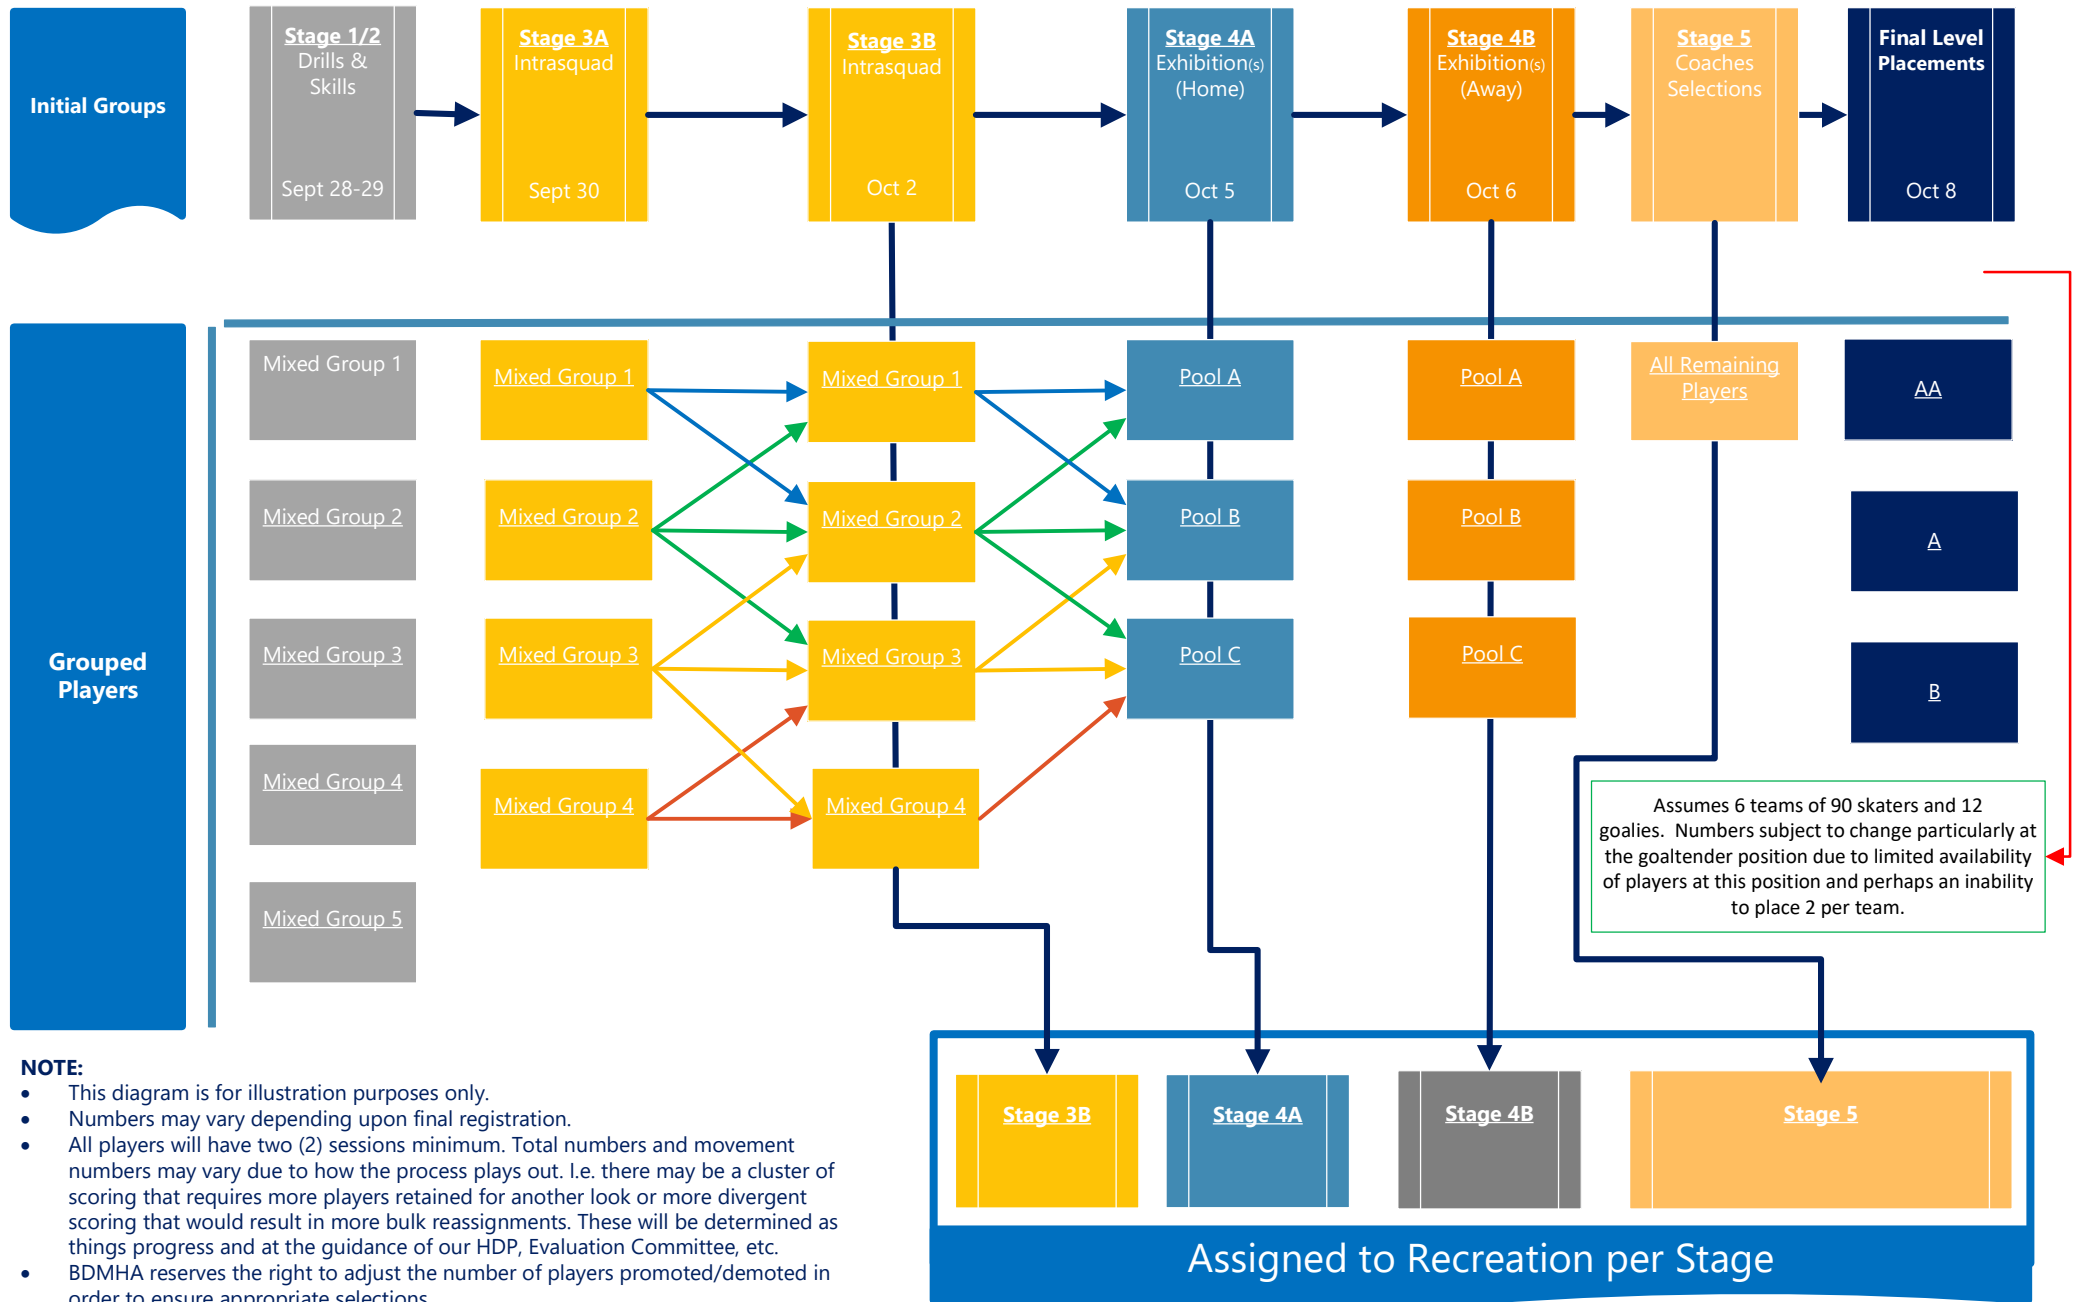 Initial Groups
Stage 1/2
Drills &
Skills
Sept 28-29
Stage 3A
Intrasquad
Sept 30
Stage 3B
Intrasquad
Oct 2
Stage 4A
Exhibition(s)
(Home)
Oct 5
Stage 4B
Exhibition(s)
(Away)
Oct 6
Stage 5
Coaches
Selections
Final Level
Placements
Oct 8
Grouped
Players
Mixed Group 1
Mixed Group 2
Mixed Group 3
Mixed Group 4
Mixed Group 5
Mixed Group 1
Mixed Group 2
Mixed Group 3
Mixed Group 4
Mixed Group 1
Mixed Group 2
Mixed Group 3
Mixed Group 4
Pool A
Pool B
Pool C
Pool A
Pool B
Pool C
All Remaining
Players
AA
A
B
Assumes 6 teams of 90 skaters and 12
goalies.  Numbers subject to change particularly at
the goaltender position due to limited availability
of players at this position and perhaps an inability
to place 2 per team.
NOTE:
• This diagram is for illustration purposes only.
• Numbers may vary depending upon final registration.
• All players will have two (2) sessions minimum. Total numbers and movement
numbers may vary due to how the process plays out. I.e. there may be a cluster of
scoring that requires more players retained for another look or more divergent
scoring that would result in more bulk reassignments. These will be determined as
things progress and at the guidance of our HDP, Evaluation Committee, etc.
• BDMHA reserves the right to adjust the number of players promoted/demoted in
order to ensure appropriate selections.
Stage 3B
Stage 4A
Stage 4B
Stage 5
Assigned to Recreation per Stage